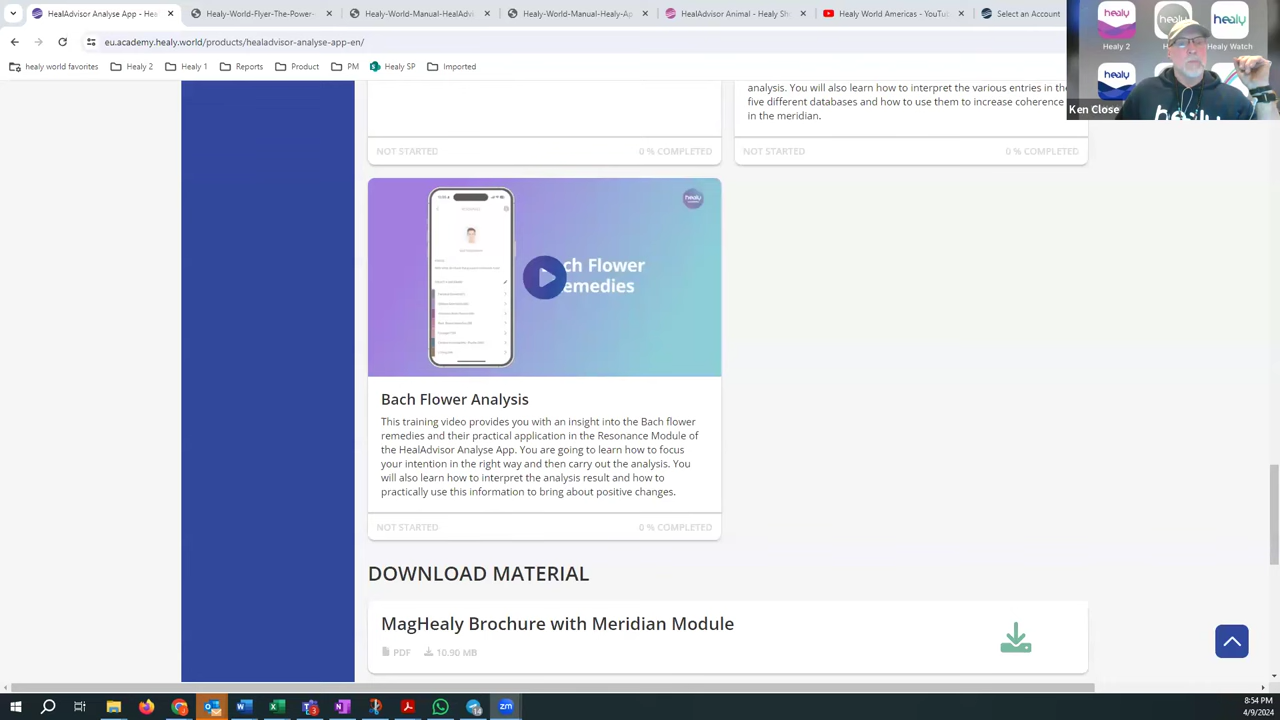 HealAdvisor Analyse App - Hea
Healy-World-Flyer-The-Power-
Healy-World-Manual-Healy-Ap
HealAdvisor Animal - Healy Sh
Healy World Americas - YouTu
Select an Account
eu.academy.healy.world/products/healadvisor-analyse-app-en/
healy world favorites
Healy 2
Healy 1
Reports
Product
PM
Healy SP
Imported
healy
healy
Healy 2
Healy Watch
healy
Ken Close
healy
analysis. You will also learn how to interpret the various entries in the
five different databases and how to use them to increase coherence
in the meridian.
NOT STARTED
0 % COMPLETED
NOT STARTED
0 % COMPLETED
healy
ch Flower
emedies
Bach Flower Analysis
This training video provides you with an insight into the Bach flower
remedies and their practical application in the Resonance Module of
the HealAdvisor Analyse App. You are going to learn how to focus
your intention in the right way and then carry out the analysis. You
will also learn how to interpret the analysis result and how to
practically use this information to bring about positive changes.
NOT STARTED
0 % COMPLETED
DOWNLOAD MATERIAL
MagHealy Brochure with Meridian Module
PDF
10.90 MB
8:54 PM
4/9/2024